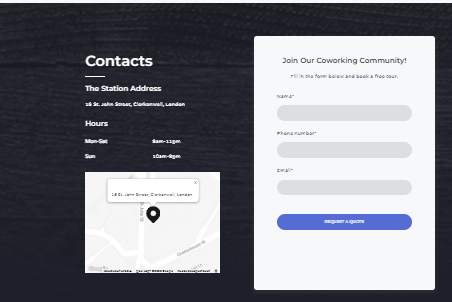 Contacts
The Station Address
16 St. John Street, Clerkenwell, London
Hours
Mon-Sat 8am-11pm
Sun 10am-9pm
16 St. John Street, Clerkenwell, London
Join Our Coworking Community!
Fill in the form below and book a free tour.
Name*
Phone number*
Email*
REQUEST A QUOTE